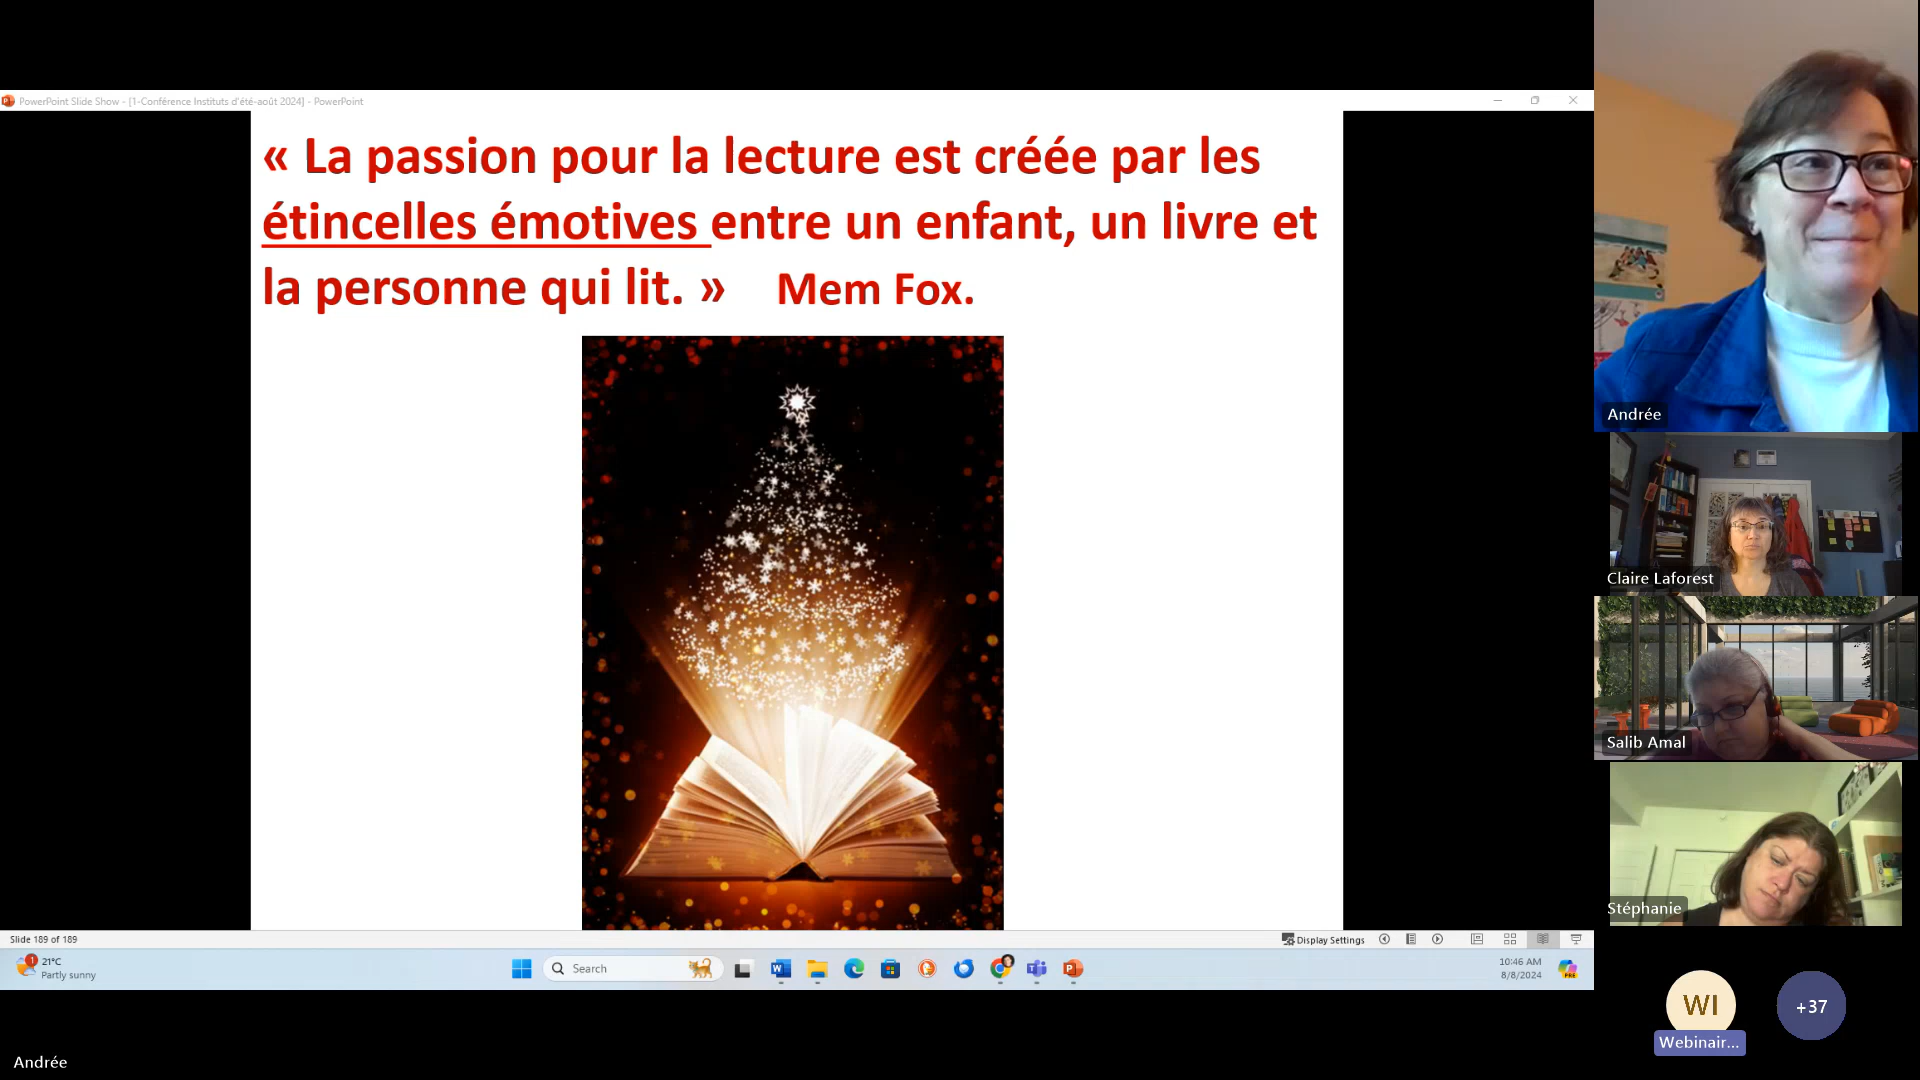 PowerPoint Slide Show - [1-Conférence Instituts d'été-août 2024] - PowerPoint
« La passion pour la lecture est créée par les
étincelles émotives entre un enfant, un livre et
la personne qui lit. » Mem Fox.
Andrée
Claire Laforest
Salib Amal
Stéphanie
Slide 189 of 189
Display Settings
1
21°C
Partly sunny
Search
10:46 AM
8/8/2024
PRE
WI
+37
Webinair...
Andrée